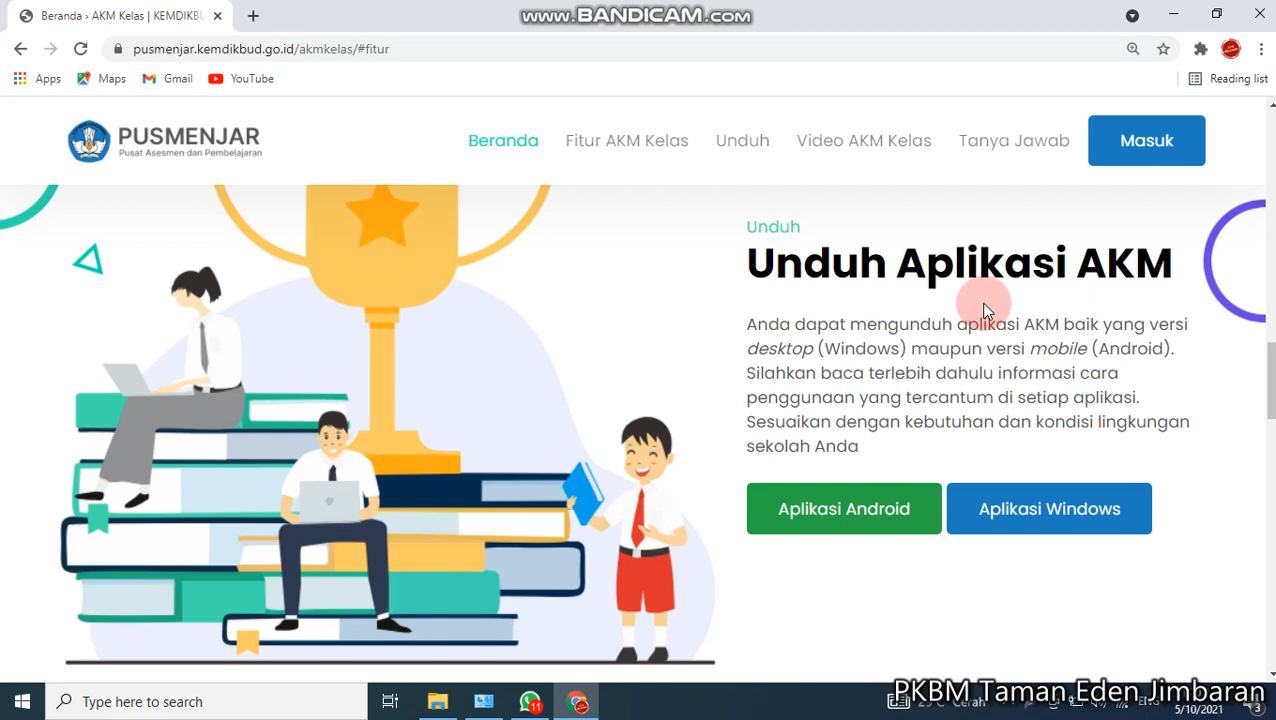 www.BANDICAM.com
Beranda › AKM Kelas | KEMDIKBU
pusmenjar.kemdikbud.go.id/akmkelas/#fitur
Apps Maps Gmail YouTube Reading list
PUSMENJAR
Pusat Asesmen dan Pembelajaran
Beranda Fitur AKM Kelas Unduh Video AKM Kelas Tanya Jawab Masuk
Unduh
Unduh Aplikasi AKM
Anda dapat mengunduh aplikasi AKM baik yang versi
desktop (Windows) maupun versi mobile (Android).
Silahkan baca terlebih dahulu informasi cara
penggunaan yang tercantum di setiap aplikasi.
Sesuaikan dengan kebutuhan dan kondisi lingkungan
sekolah Anda
Aplikasi Android Aplikasi Windows
PKBM Taman Eden Jimbaran
Type here to search 11 Cerah
5/10/2021 3